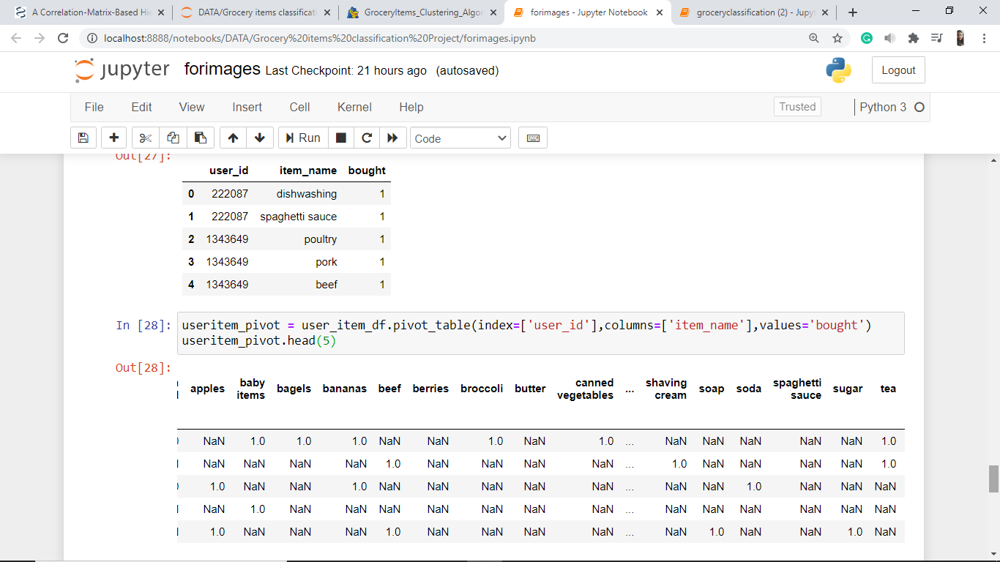 A Correlation-Matrix-Based Hie
DATA/Grocery items classificati
GroceryItems_Clustering_Algor
forimages - Jupyter Notebook
groceryclassification (2) - Jupyt
localhost:8888/notebooks/DATA/Grocery%20items%20classification%20Project/forimages.ipynb
jupyter forimages Last Checkpoint: 21 hours ago (autosaved) Logout
File Edit View Insert Cell Kernel Help Trusted Python 3
Run Code
Out[27]:
user_id item_name bought
0 222087 dishwashing 1
1 222087 spaghetti sauce 1
2 1343649 poultry 1
3 1343649 pork 1
4 1343649 beef 1
In [28]: useritem_pivot = user_item_df.pivot_table(index=['user_id'],columns=['item_name'],values='bought')
useritem_pivot.head(5)
Out[28]:
apples baby items bagels bananas beef berries broccoli butter canned vegetables ... shaving cream soap soda spaghetti sauce sugar tea
NaN 1.0 1.0 1.0 NaN NaN 1.0 NaN 1.0 ... NaN NaN NaN NaN NaN 1.0
NaN NaN NaN NaN 1.0 NaN NaN NaN NaN ... 1.0 NaN NaN NaN NaN 1.0
1.0 NaN NaN 1.0 NaN NaN NaN NaN NaN ... NaN NaN 1.0 NaN NaN NaN
NaN 1.0 NaN NaN NaN NaN NaN NaN NaN ... NaN NaN NaN NaN NaN NaN
1.0 NaN NaN NaN 1.0 NaN NaN NaN NaN ... NaN 1.0 NaN NaN 1.0 NaN